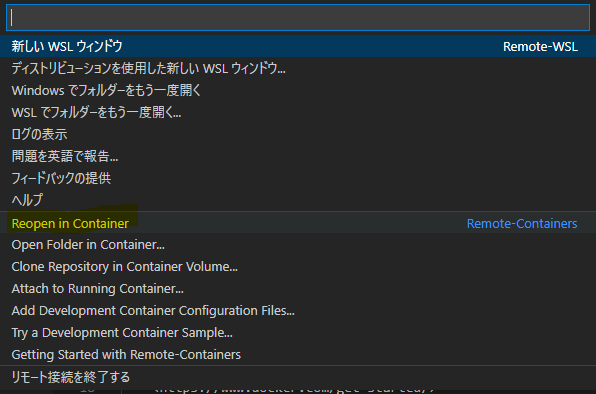 新しい WSL ウィンドウ Remote-WSL
ディストリビューションを使用した新しい WSL ウィンドウ...
Windows でフォルダーをもう一度開く
WSL でフォルダーをもう一度開く...
ログの表示
問題を英語で報告...
フィードバックの提供
ヘルプ
Reopen in Container Remote-Containers
Open Folder in Container...
Clone Repository in Container Volume...
Attach to Running Container...
Add Development Container Configuration Files...
Try a Development Container Sample...
Getting Started with Remote-Containers
リモート接続を終了する